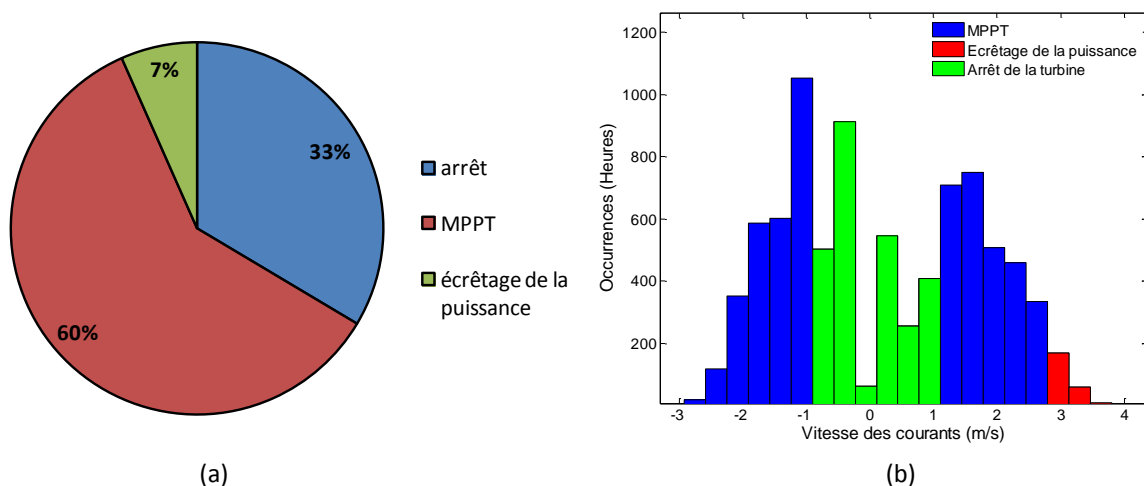 7%
33%
60%
arrêt
MPPT
écrêtage de la
puissance
(a)
MPPT
Ecrêtage de la puissance
Arrêt de la turbine
Occurrences (Heures)
1200
1000
800
600
400
200
-3 -2 -1 0 1 2 3 4
Vitesse des courants (m/s)
(b)